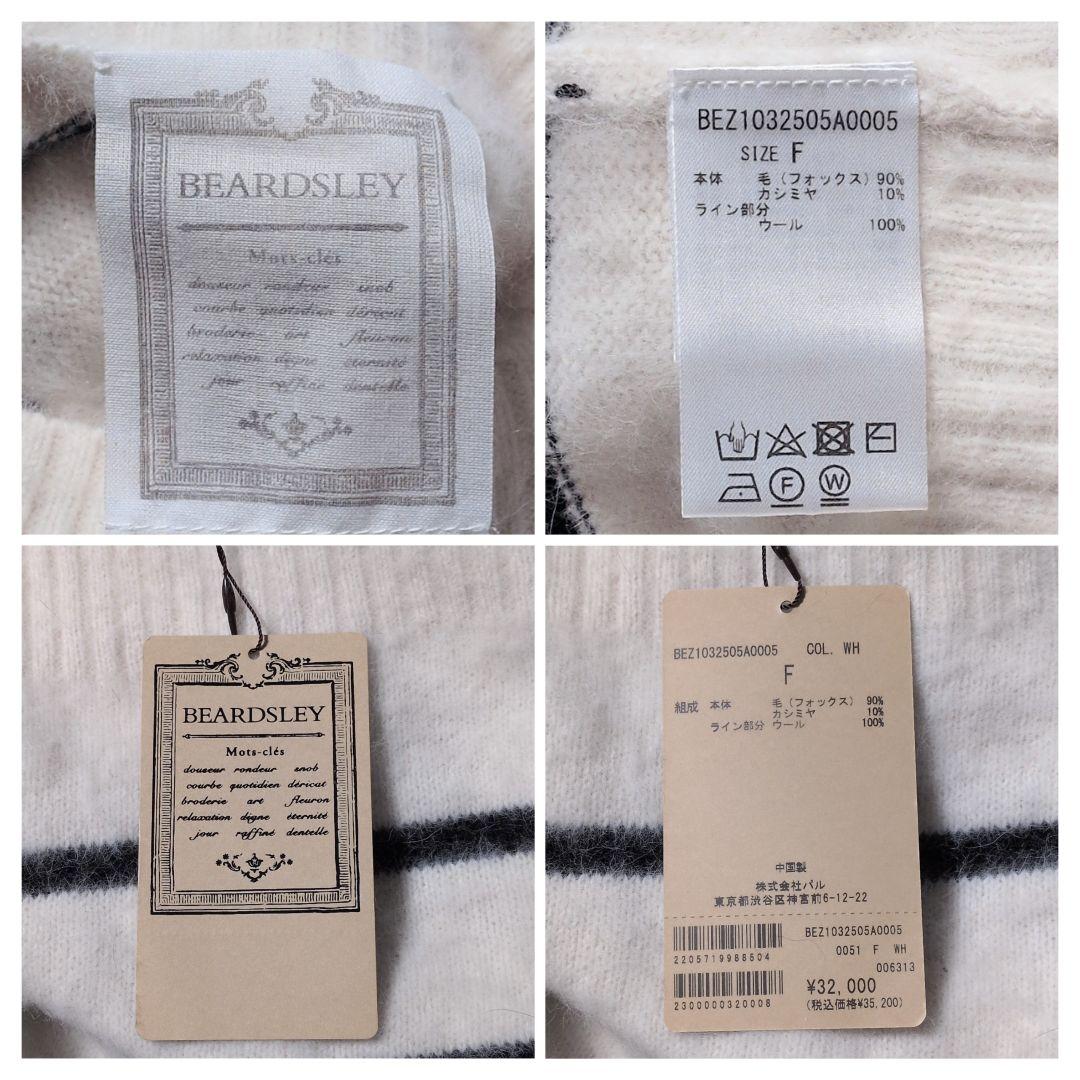 BEARDSLEY
Mots-clés
douseur rondeur snob
courbe quotidien déricat
broderie art fleuron
relaxation digne éternité
jour raffiné dentelle
BEZ1032505A0005
SIZE F
本体 毛(フォックス) 90%
カシミヤ 10%
ライン部分
ウール 100%
F W
BEARDSLEY
Mots-clés
douseur rondeur snob
courbe quotidien déricat
broderie art fleuron
relaxation digne éternité
jour raffiné dentelle
BEZ1032505A0005 COL. WH
F
組成 本体 毛(フォックス) 90%
カシミヤ 10%
ライン部分 ウール 100%
中国製
株式会社パル
東京都渋谷区神宮前6-12-22
BEZ1032505A0005
2205719988504
0051 F WH
006313
2300000320008
¥32,000
(税込価格¥35,200)